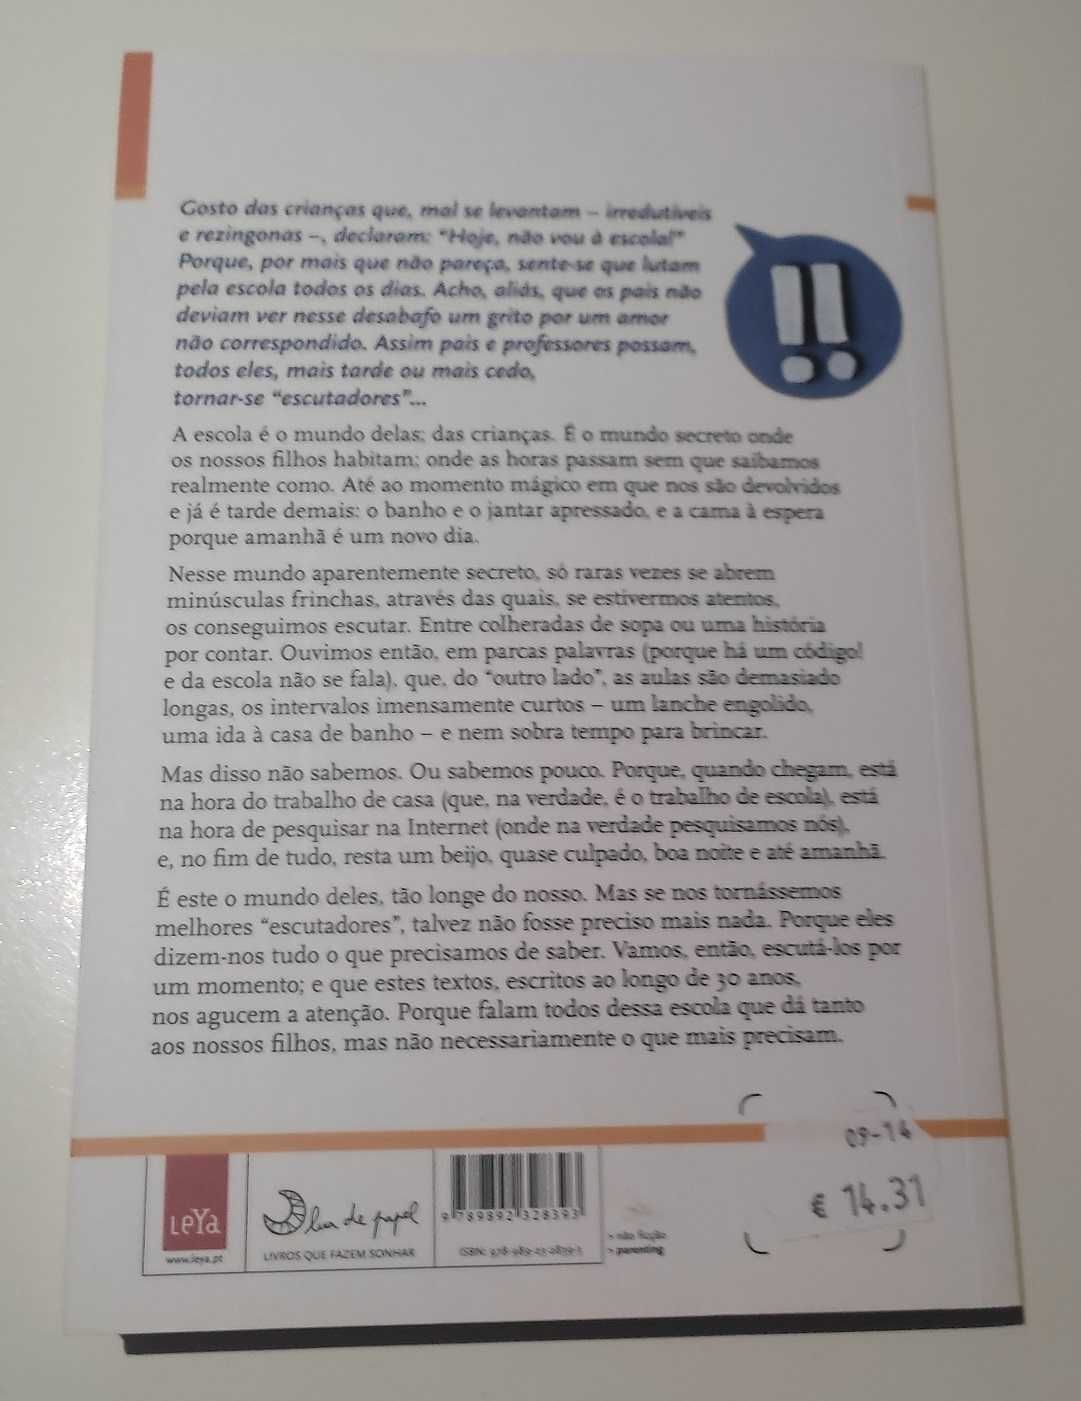 Gosto das crianças que, mal se levantam – irredutíveis
e rezingonas –, declaram: "Hoje, não vou à escola!"
Porque, por mais que não pareça, sente-se que lutam
pela escola todos os dias. Acho, aliás, que os pais não
deviam ver nesse desabafo um grito por um amor
não correspondido. Assim pais e professores possam,
todos eles, mais tarde ou mais cedo,
tornar-se "escutadores"...
!!
A escola é o mundo delas; das crianças. É o mundo secreto onde
os nossos filhos habitam; onde as horas passam sem que saibamos
realmente como. Até ao momento mágico em que nos são devolvidos
e já é tarde demais: o banho e o jantar apressado, e a cama à espera
porque amanhã é um novo dia.
Nesse mundo aparentemente secreto, só raras vezes se abrem
minúsculas frinchas, através das quais, se estivermos atentos,
os conseguimos escutar. Entre colheradas de sopa ou uma história
por contar. Ouvimos então, em parcas palavras (porque há um código!
e da escola não se fala), que, do "outro lado", as aulas são demasiado
longas, os intervalos imensamente curtos – um lanche engolido,
uma ida à casa de banho – e nem sobra tempo para brincar.
Mas disso não sabemos. Ou sabemos pouco. Porque, quando chegam, está
na hora do trabalho de casa (que, na verdade, é o trabalho de escola), está
na hora de pesquisar na Internet (onde na verdade pesquisamos nós),
e, no fim de tudo, resta um beijo, quase culpado, boa noite e até amanhã.
É este o mundo deles, tão longe do nosso. Mas se nos tornássemos
melhores "escutadores", talvez não fosse preciso mais nada. Porque eles
dizem-nos tudo o que precisamos de saber. Vamos, então, escutá-los por
um momento; e que estes textos, escritos ao longo de 30 anos,
nos agucem a atenção. Porque falam todos dessa escola que dá tanto
aos nossos filhos, mas não necessariamente o que mais precisam.
09-14
€ 14.31
LeYa
www.leya.pt
lua de papel
LIVROS QUE FAZEM SONHAR
9 789892 328393
ISBN: 978-989-23-2839-3
> não ficção
> parenting